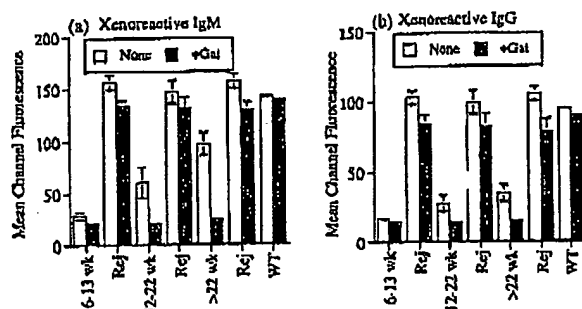 (a) Xenoreactive IgM
None +Gal
Mean Channel Fluorescence
200
150
100
50
0
6-13 wk
Rej
2-22 wk
Rej
>22 wk
Rej
WT
(b) Xenoreactive IgG
None +Gal
Mean Channel Fluorescence
150
100
50
0
6-13 wk
Rej
12-22 wk
Rej
>22 wk
Rej
WT